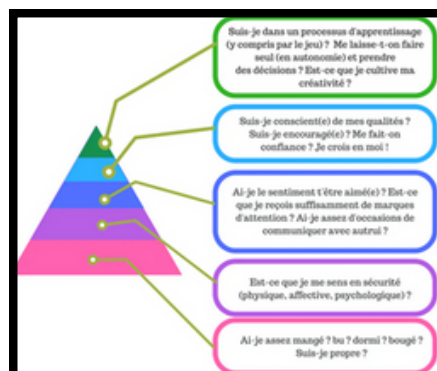 Suis-je dans un processus d'apprentissage
(y compris par le jeu) ? Me laisse-t-on faire
seul (en autonomie) et prendre
des décisions ? Est-ce que je cultive ma
créativité ?
Suis-je conscient(e) de mes qualités ?
Suis-je encouragé(e) ? Me fait-on
confiance ? Je crois en moi !
Ai-je le sentiment t'être aimé(e) ? Est-ce
que je reçois suffisamment de marques
d'attention ? Ai-je assez d'occasions de
communiquer avec autrui ?
Est-ce que je me sens en sécurité
(physique, affective, psychologique) ?
Ai-je assez mangé ? bu ? dormi ? bougé ?
Suis-je propre ?